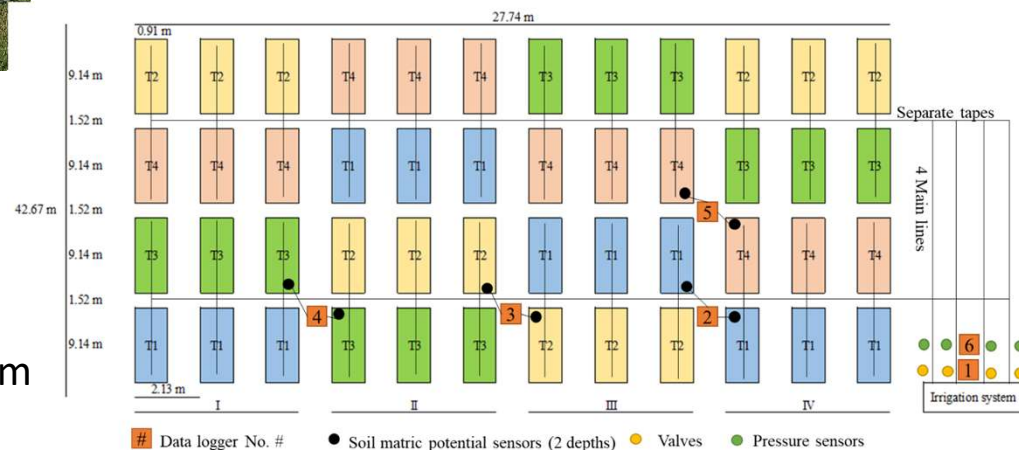 27.74 m
0.91 m
9.14 m T2 T2 T2 T4 T4 T4 T3 T3 T3 T2 T2 T2
1.52 m Separate tapes
9.14 m T4 T4 T4 T1 T1 T1 T4 T4 T4 T3 T3 T3
4 Main lines
42.67 m 1.52 m 5
9.14 m T3 T3 T3 T2 T2 T2 T1 T1 T1 T4 T4 T4
1.52 m
4 3 2
9.14 m T1 T1 T1 T3 T3 T3 T2 T2 T2 T1 T1 T1 6
m 1
2.13 m Irrigation system
I II III IV
# Data logger No. # Soil matric potential sensors (2 depths) Valves Pressure sensors